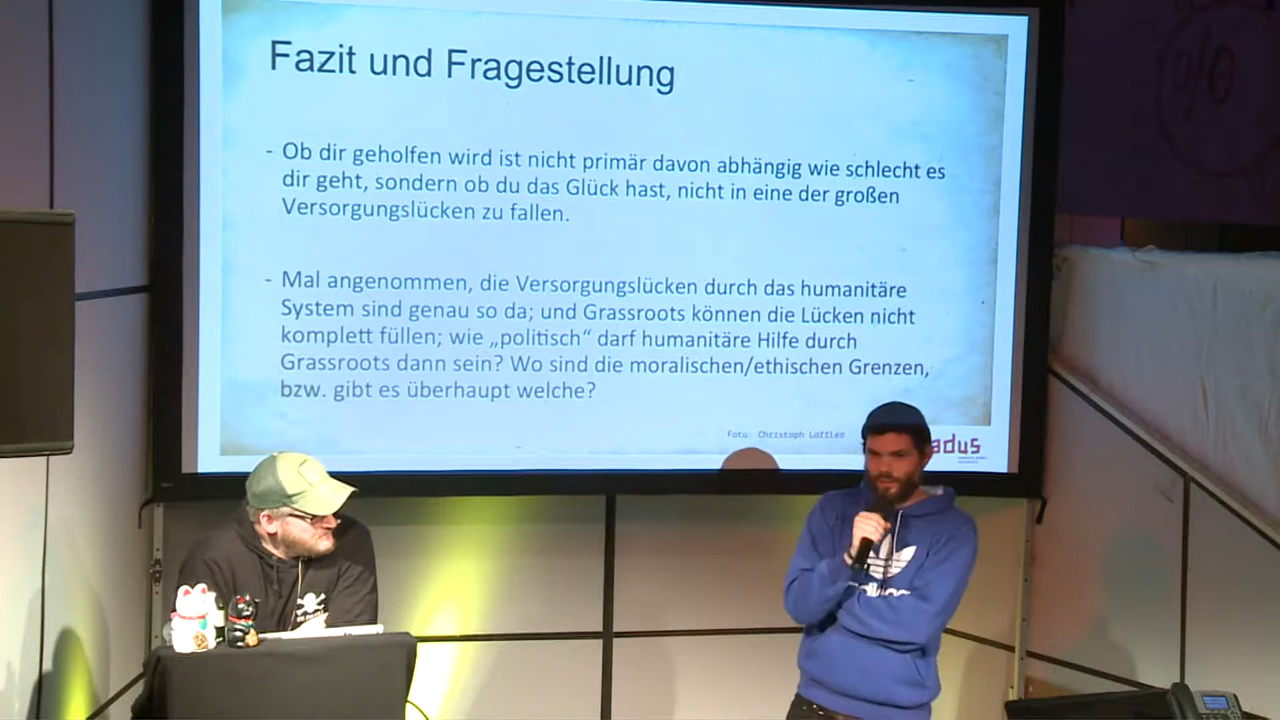 Fazit und Fragestellung
- Ob dir geholfen wird ist nicht primär davon abhängig wie schlecht es
dir geht, sondern ob du das Glück hast, nicht in eine der großen
Versorgungslücken zu fallen.
- Mal angenommen, die Versorgungslücken durch das humanitäre
System sind genau so da; und Grassroots können die Lücken nicht
komplett füllen; wie „politisch“ darf humanitäre Hilfe durch
Grassroots dann sein? Wo sind die moralischen/ethischen Grenzen,
bzw. gibt es überhaupt welche?
Foto: Christoph Löffler
adus